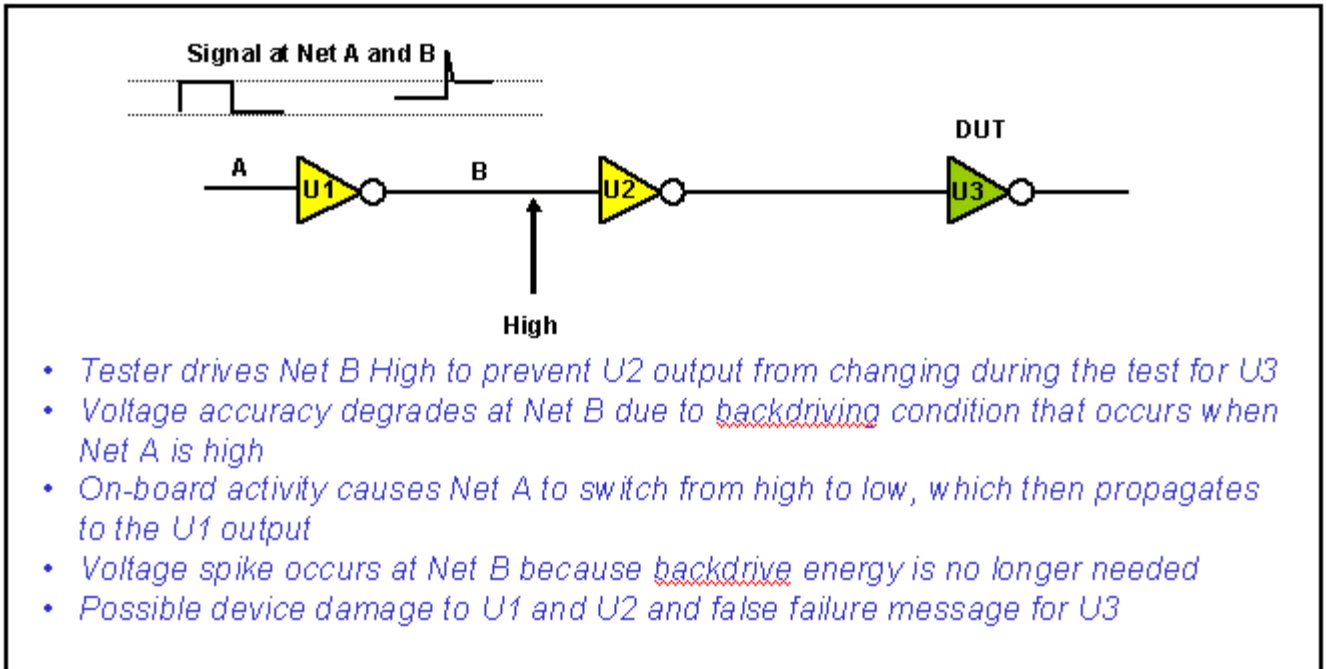 Signal at Net A and B
DUT
A
B
U1
U2
U3
High
• Tester drives Net B High to prevent U2 output from changing during the test for U3
• Voltage accuracy degrades at Net B due to backdriving condition that occurs when
Net A is high
• On-board activity causes Net A to switch from high to low, which then propagates
to the U1 output
• Voltage spike occurs at Net B because backdrive energy is no longer needed
• Possible device damage to U1 and U2 and false failure message for U3